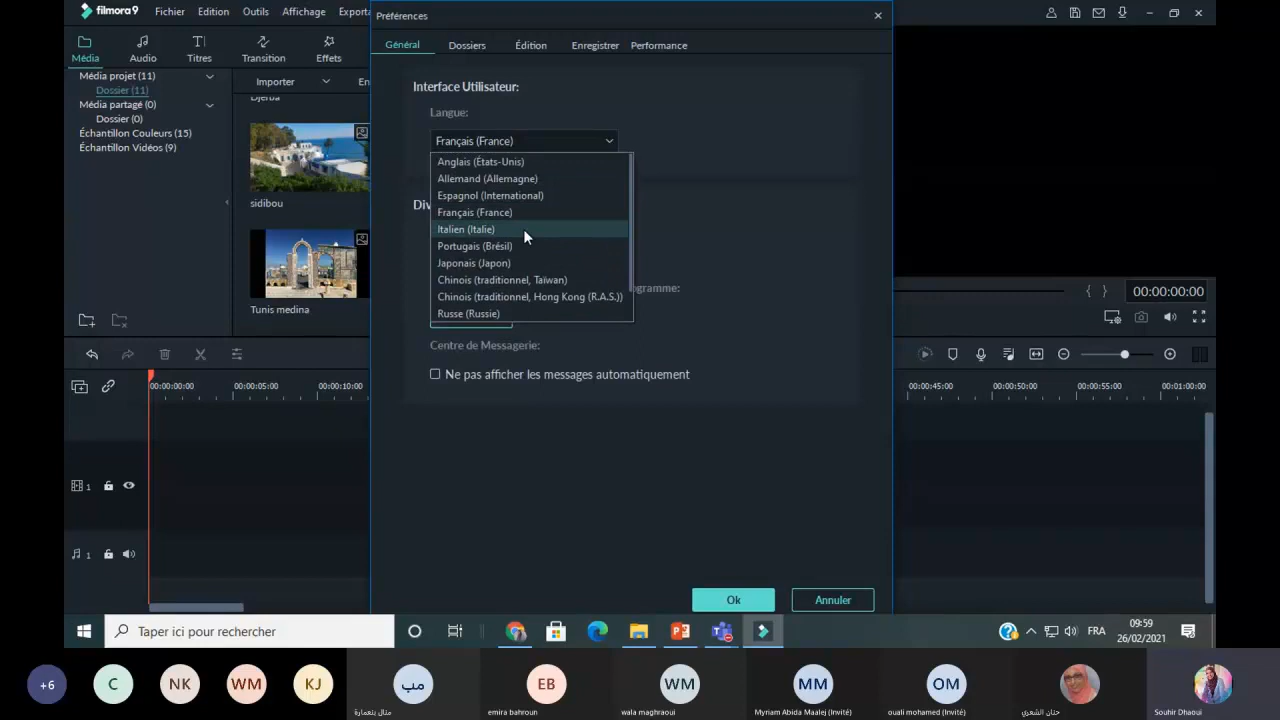 filmora9
Fichier
Edition
Outils
Affichage
Média
Audio
Titres
Transition
Effets
Média projet (11)
Dossier (11)
Média partagé (0)
Dossier (0)
Échantillon Couleurs (15)
Échantillon Vidéos (9)
Importer
sidibou
Tunis medina
Préférences
Général
Dossiers
Édition
Enregistrer
Performance
Interface Utilisateur:
Langue:
Français (France)
Anglais (États-Unis)
Allemand (Allemagne)
Espagnol (International)
Français (France)
Italien (Italie)
Portugais (Brésil)
Japonais (Japon)
Chinois (traditionnel, Taïwan)
Chinois (traditionnel, Hong Kong (R.A.S.))
Russe (Russie)
Centre de Messagerie:
Ne pas afficher les messages automatiquement
Ok
Annuler
00:00:00:00
00:00:00:00
00:00:05:00
00:00:10:00
00:00:45:00
00:00:50:00
00:00:55:00
00:01:00:00
1
1
Taper ici pour rechercher
FRA
09:59
26/02/2021
+6
C
NK
WM
KJ
مب
EB
WM
MM
OM
منال بنعمارة
emira bahroun
wala maghraoui
Myriam Abida Maalej (Invité)
ouali mohamed (Invité)
حنان الشعري
Souhir Dhaoui